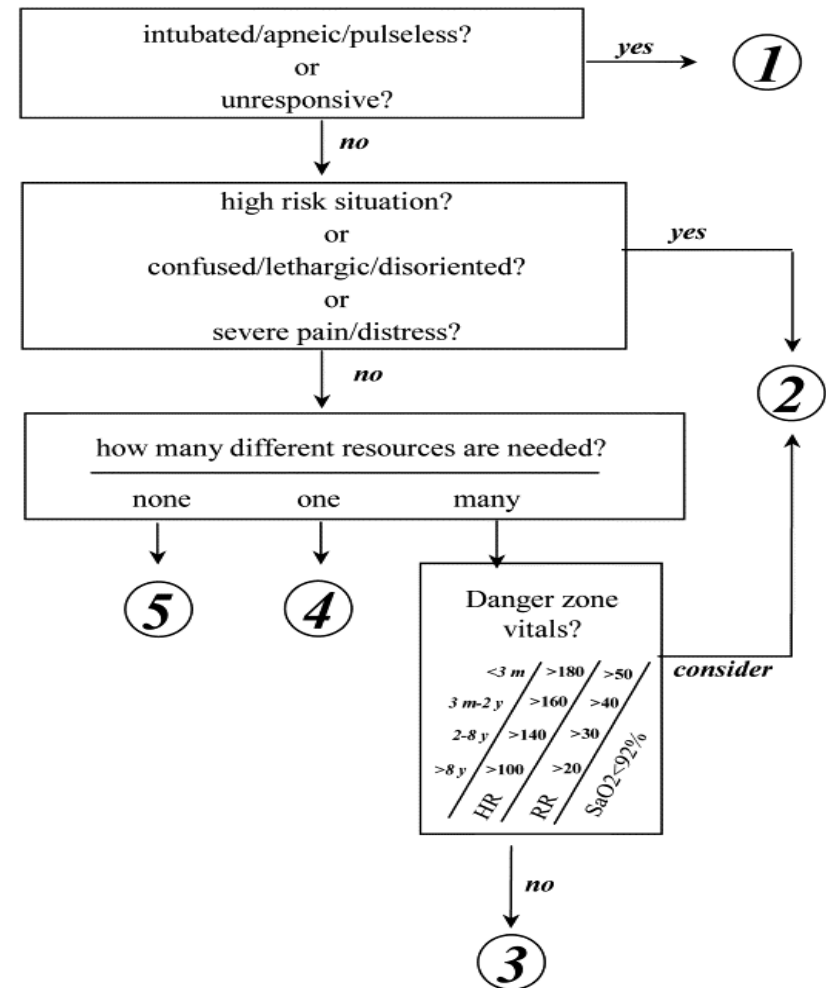 intubated/apneic/pulseless?
or
unresponsive?
yes
1
no
high risk situation?
or
confused/lethargic/disoriented?
or
severe pain/distress?
yes
no
2
how many different resources are needed?
none one many
5
4
Danger zone
vitals?
<3 m >180 >50
3 m-2 y >160 >40
2-8 y >140 >30
>8 y >100 >20
HR RR SaO2<92%
consider
no
3